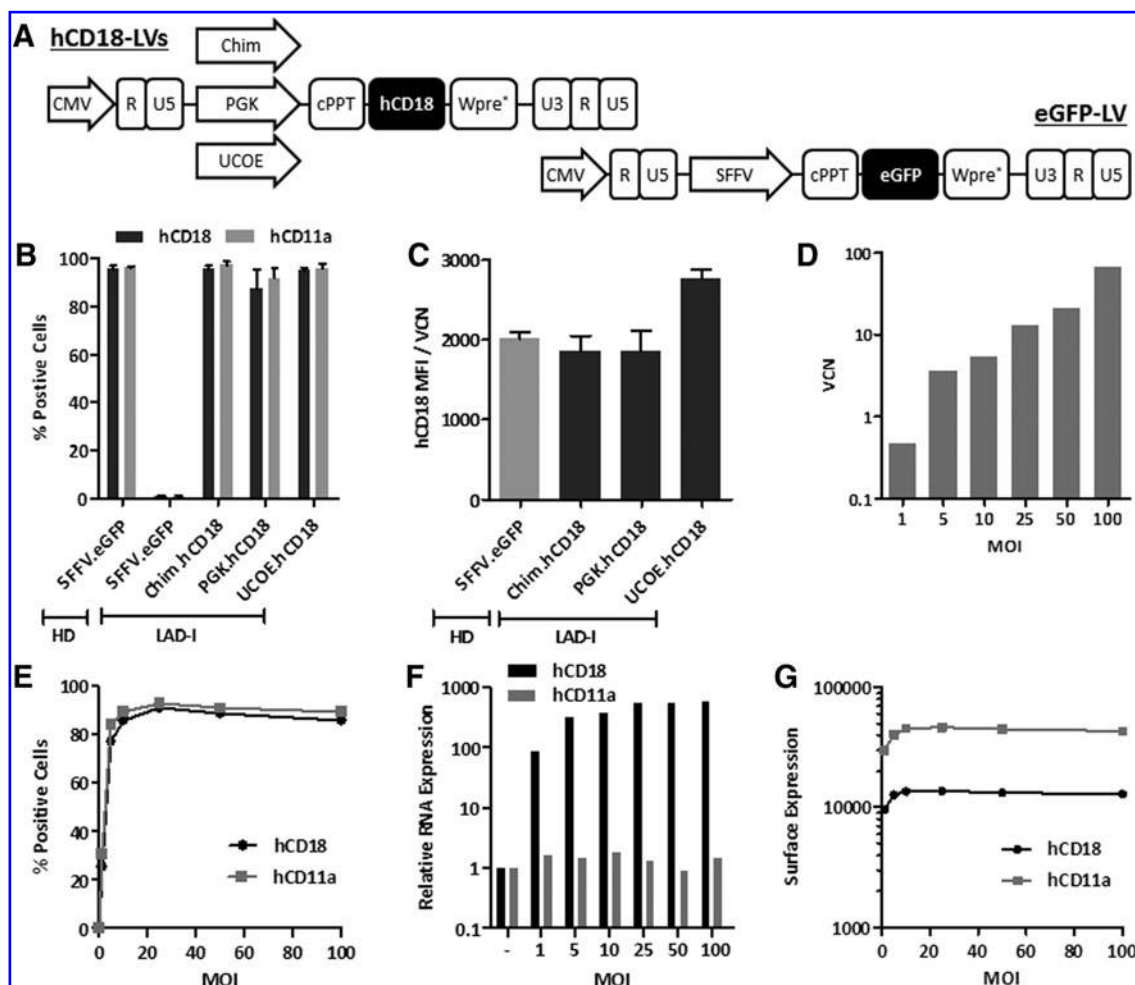 A
hCD18-LVs
Chim
CMV R U5 PGK cPPT hCD18 Wpre* U3 R U5
UCOE
eGFP-LV
CMV R U5 SFFV cPPT eGFP Wpre* U3 R U5
B
hCD18 hCD11a
% Postive Cells
100
80
60
40
20
0
SFFV.eGFP
SFFV.eGFP
Chim.hCD18
PGK.hCD18
UCOE.hCD18
HD
LAD-I
C
hCD18 MFI / VCN
3000
2000
1000
0
SFFV.eGFP
Chim.hCD18
PGK.hCD18
UCOE.hCD18
HD
LAD-I
D
VCN
100
10
1
0.1
1 5 10 25 50 100
MOI
E
% Positive Cells
100
80
60
40
20
0
0 20 40 60 80 100
MOI
hCD18
hCD11a
F
hCD18
hCD11a
Relative RNA Expression
1000
100
10
1
0.1
- 1 5 10 25 50 100
MOI
G
Surface Expression
100000
10000
1000
0 20 40 60 80 100
MOI
hCD18
hCD11a